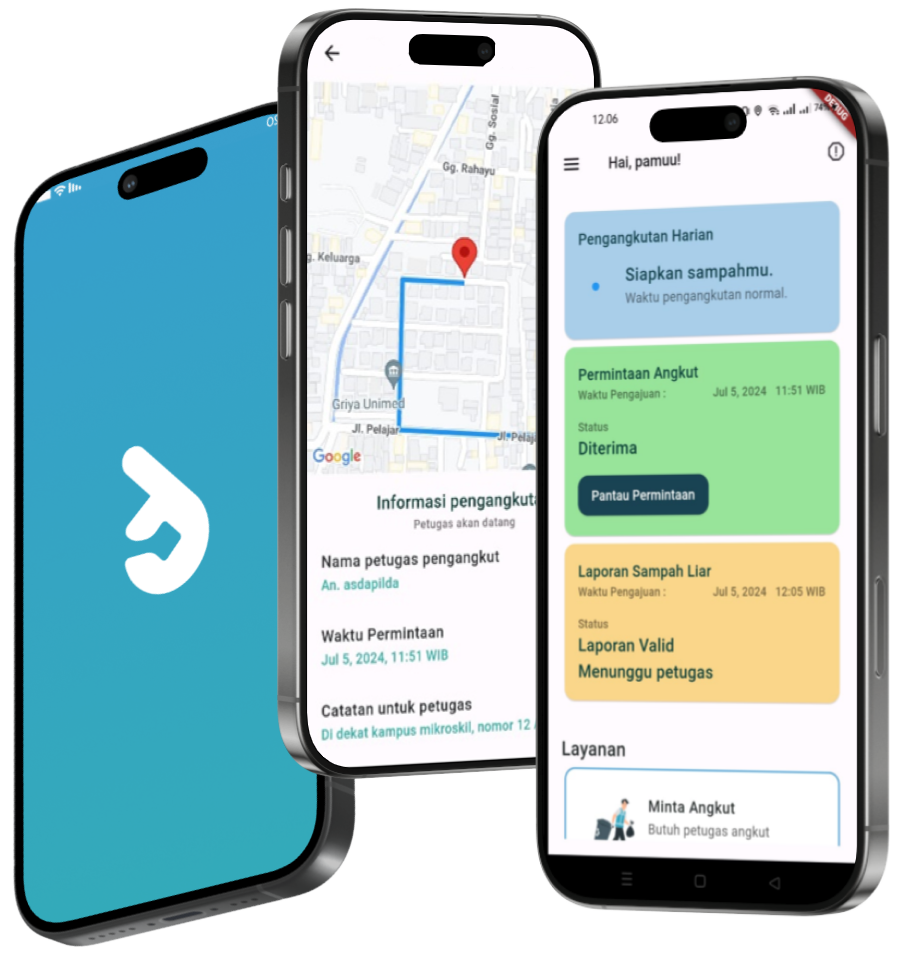 Gg. Sosial
Gg. Rahayu
g. Keluarga
Griya Unimed
Jl. Pelajar
Jl. Pelaja
Google
Informasi pengangkuta
Petugas akan datang
Nama petugas pengangkut
An. asdapilda
Waktu Permintaan
Jul 5, 2024, 11:51 WIB
Catatan untuk petugas
Di dekat kampus mikroskil, nomor 12
12.06
74%
DEBUG
Hai, pamuu!
Pengangkutan Harian
Siapkan sampahmu.
Waktu pengangkutan normal.
Permintaan Angkut
Waktu Pengajuan : Jul 5, 2024 11:51 WIB
Status
Diterima
Pantau Permintaan
Laporan Sampah Liar
Waktu Pengajuan : Jul 5, 2024 12:05 WIB
Status
Laporan Valid
Menunggu petugas
Layanan
Minta Angkut
Butuh petugas angkut